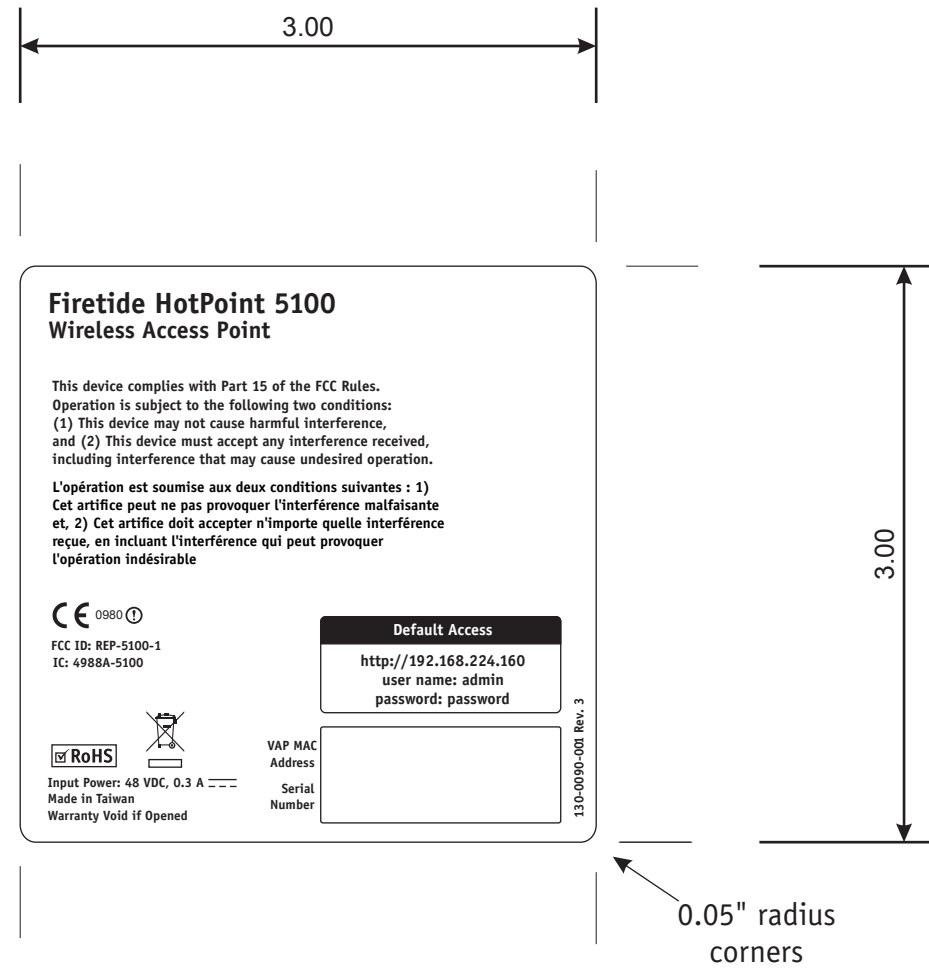 3.00
Firetide HotPoint 5100
Wireless Access Point
This device complies with Part 15 of the FCC Rules.
Operation is subject to the following two conditions:
(1) This device may not cause harmful interference,
and (2) This device must accept any interference received,
including interference that may cause undesired operation.
L'opération est soumise aux deux conditions suivantes : 1)
Cet artifice peut ne pas provoquer l'interférence malfaisante
et, 2) Cet artifice doit accepter n'importe quelle interférence
reçue, en incluant l'interférence qui peut provoquer
l'opération indésirable
CE 0980
FCC ID: REP-5100-1
IC: 4988A-5100
Default Access
http://192.168.224.160
user name: admin
password: password
RoHS
Input Power: 48 VDC, 0.3 A
Made in Taiwan
Warranty Void if Opened
VAP MAC
Address
Serial
Number
130-0090-001 Rev. 3
3.00
0.05" radius
corners